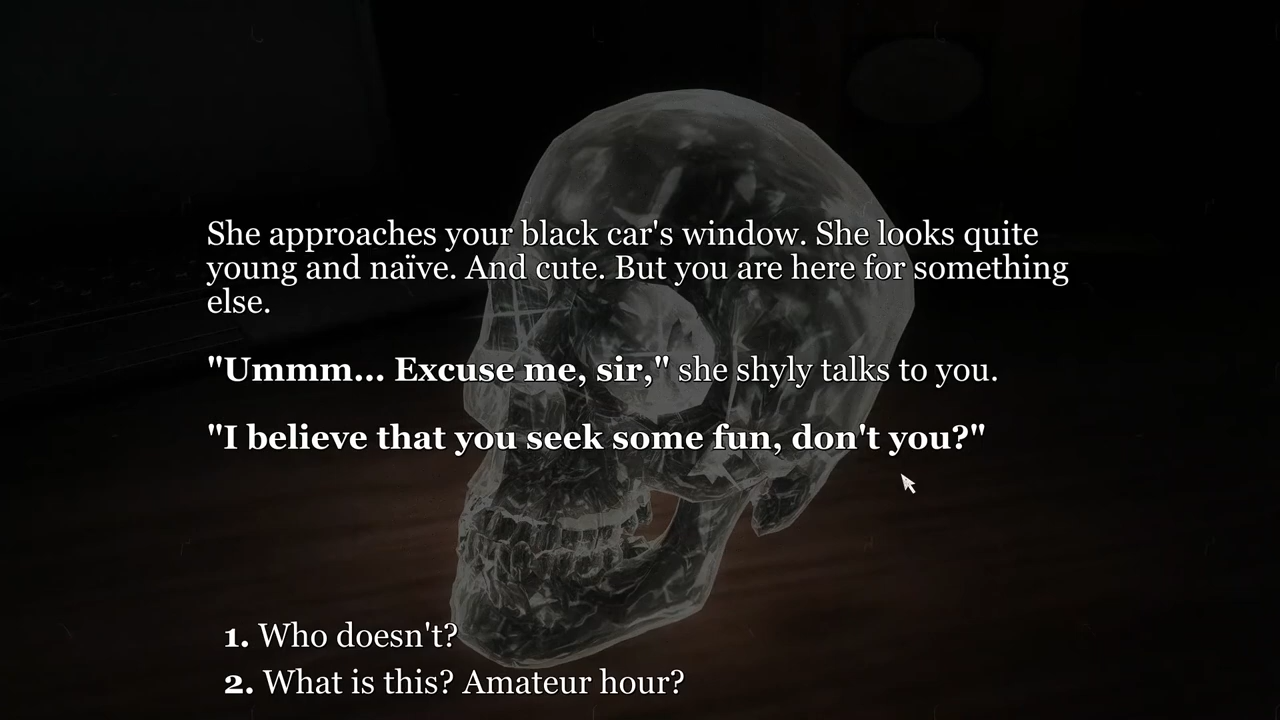 She approaches your black car's window. She looks quite
young and naïve. And cute. But you are here for something
else.
"Ummm... Excuse me, sir," she shyly talks to you.
"I believe that you seek some fun, don't you?"
1. Who doesn't?
2. What is this? Amateur hour?